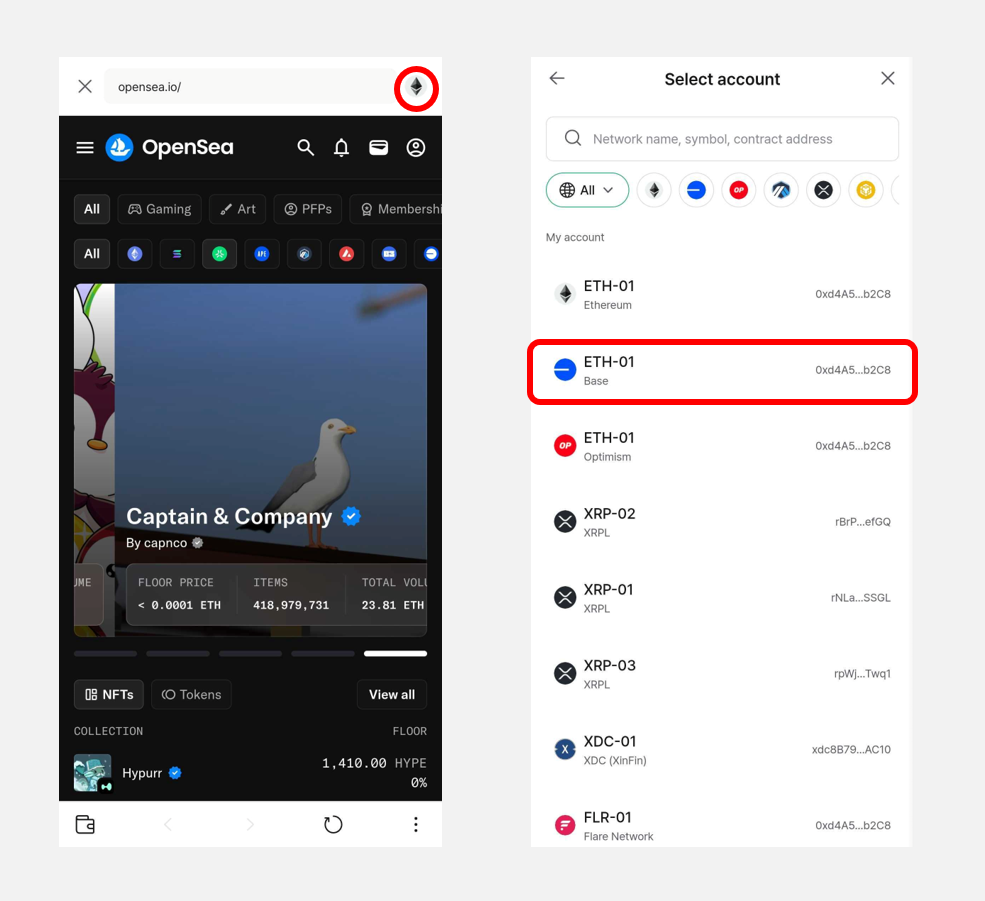 opensea.io/
OpenSea
All Gaming Art PFPs Membershi
All APE
Captain & Company
By capnco
UME FLOOR PRICE ITEMS TOTAL VOLU
< 0.0001 ETH 418,979,731 23.81 ETH
NFTs Tokens View all
COLLECTION FLOOR
Hypurr 1,410.00 HYPE
0%
Select account
Network name, symbol, contract address
All OP
My account
ETH-01
Ethereum
0xd4A5...b2C8
ETH-01
Base
0xd4A5...b2C8
OP
ETH-01
Optimism
0xd4A5...b2C8
XRP-02
XRPL
rBrP...efGQ
XRP-01
XRPL
rNLa...SSGL
XRP-03
XRPL
rpWj...Twq1
X
XDC-01
XDC (XinFin)
xdc8B79...AC10
FLR-01
Flare Network
0xd4A5...b2C8